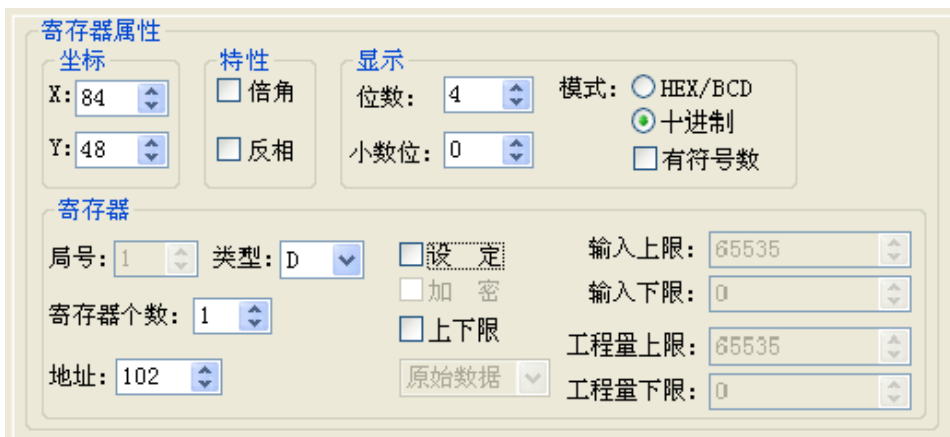 寄存器属性
坐标 特性 显示
X: 84 倍角 位数: 4 模式: HEX/BCD
十进制
Y: 48 反相 小数位: 0 有符号数
寄存器
局号: 1 类型: D 设 定 输入上限: 65535
加 密 输入下限: 0
寄存器个数: 1 上下限 工程量上限: 65535
地址: 102 原始数据 工程量下限: 0